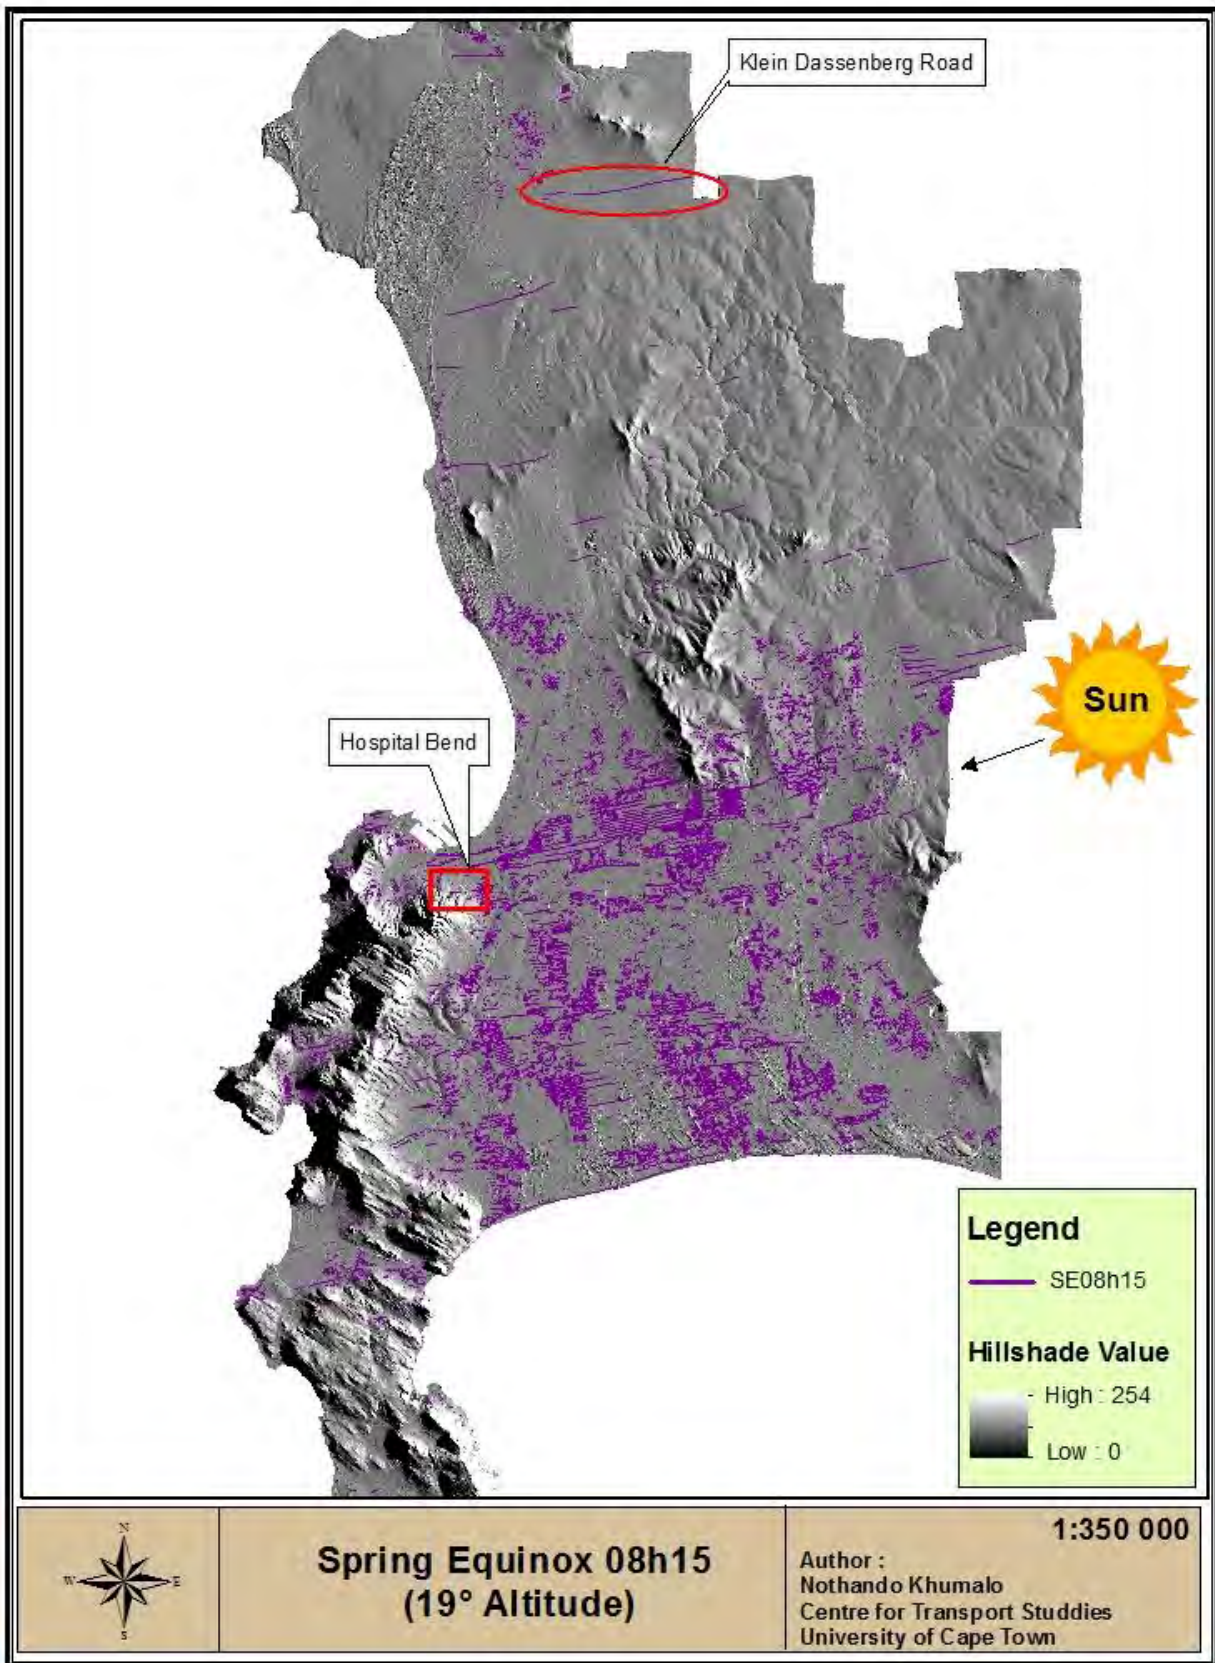 Klein Dassenberg Road
Sun
Hospital Bend
Legend
SE08h15
Hillshade Value
High : 254
Low : 0
N
W
E
S
Spring Equinox 08h15
(19° Altitude)
1:350 000
Author :
Nothando Khumalo
Centre for Transport Studdies
University of Cape Town